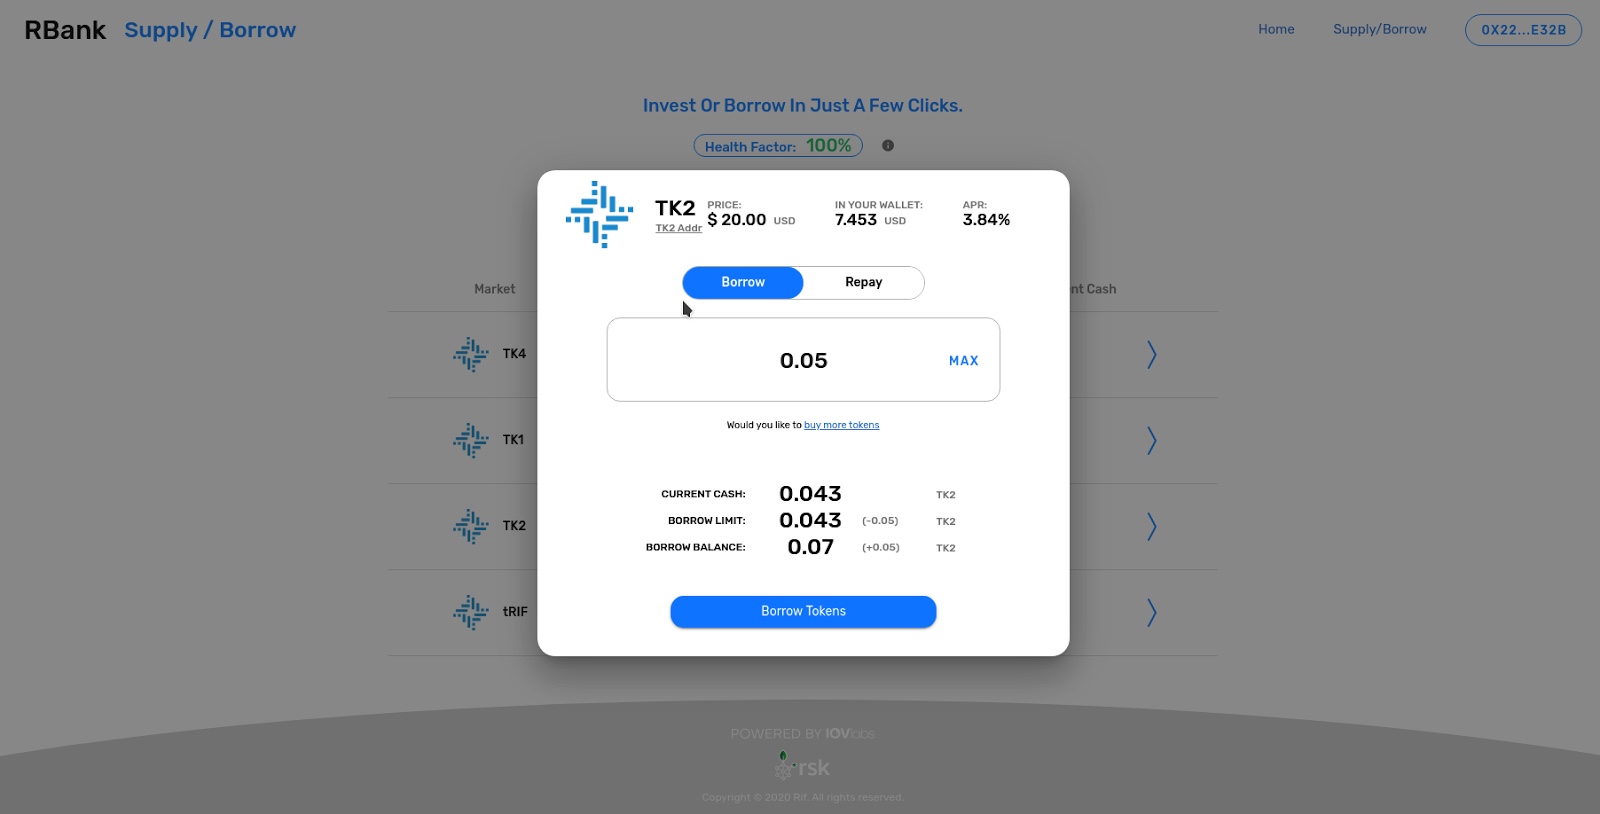 RBank Supply / Borrow Home Supply/Borrow 0X22...E32B
Invest Or Borrow In Just A Few Clicks.
Health Factor: 100%
TK2 PRICE: IN YOUR WALLET: APR:
TK2 Addr $ 20.00 USD 7.453 USD 3.84%
Borrow Repay
Market nt Cash
TK4
0.05 MAX
Would you like to buy more tokens
TK1
CURRENT CASH: 0.043 TK2
BORROW LIMIT: 0.043 (-0.05) TK2
TK2
BORROW BALANCE: 0.07 (+0.05) TK2
Borrow Tokens
tRIF
POWERED BY IOVlabs
rsk
Copyright © 2020 Rif. All rights reserved.